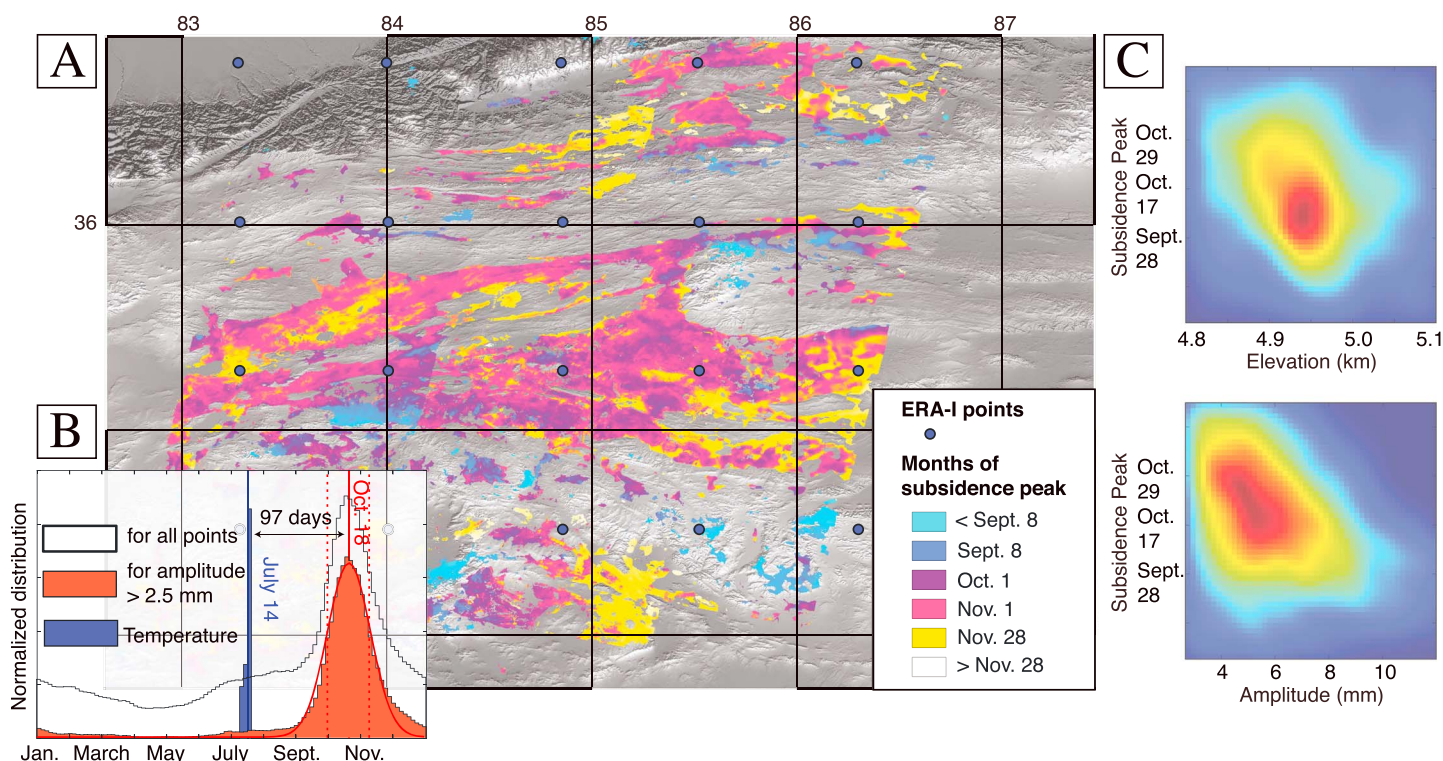 83
84
85
86
87
A
36
ERA-I points
Months of
subsidence peak
< Sept. 8
Sept. 8
Oct. 1
Nov. 1
Nov. 28
> Nov. 28
B
Normalized distribution
for all points
for amplitude
> 2.5 mm
Temperature
97 days
July 14
Oct. 18
Jan.
March
May
July
Sept.
Nov.
C
Subsidence Peak
Oct.
29
Oct.
17
Sept.
28
4.8
4.9
5.0
5.1
Elevation (km)
Subsidence Peak
Oct.
29
Oct.
17
Sept.
28
4
6
8
10
Amplitude (mm)